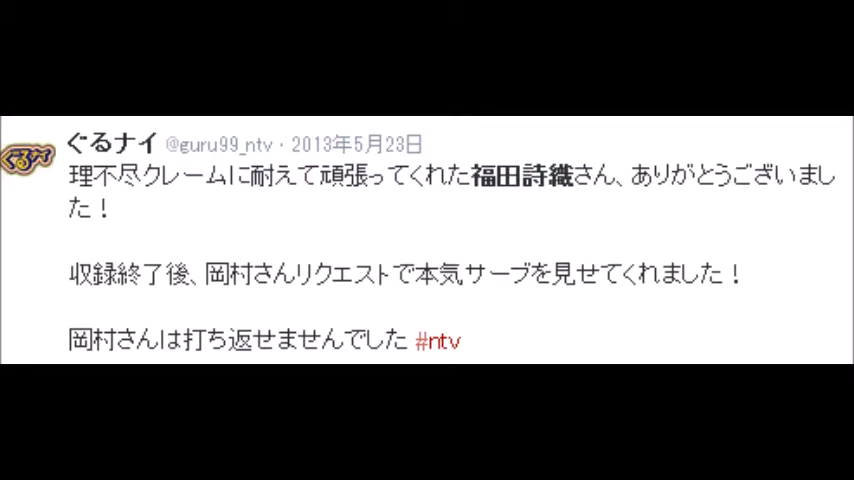 ぐるナイ @guru99_ntv・2013年5月23日
理不尽クレームに耐えて頑張ってくれた福田詩織さん、ありがとうございまし
た！
収録終了後、岡村さんリクエストで本気サーブを見せてくれました！
岡村さんは打ち返せませんでした #ntv
ぐるナイ